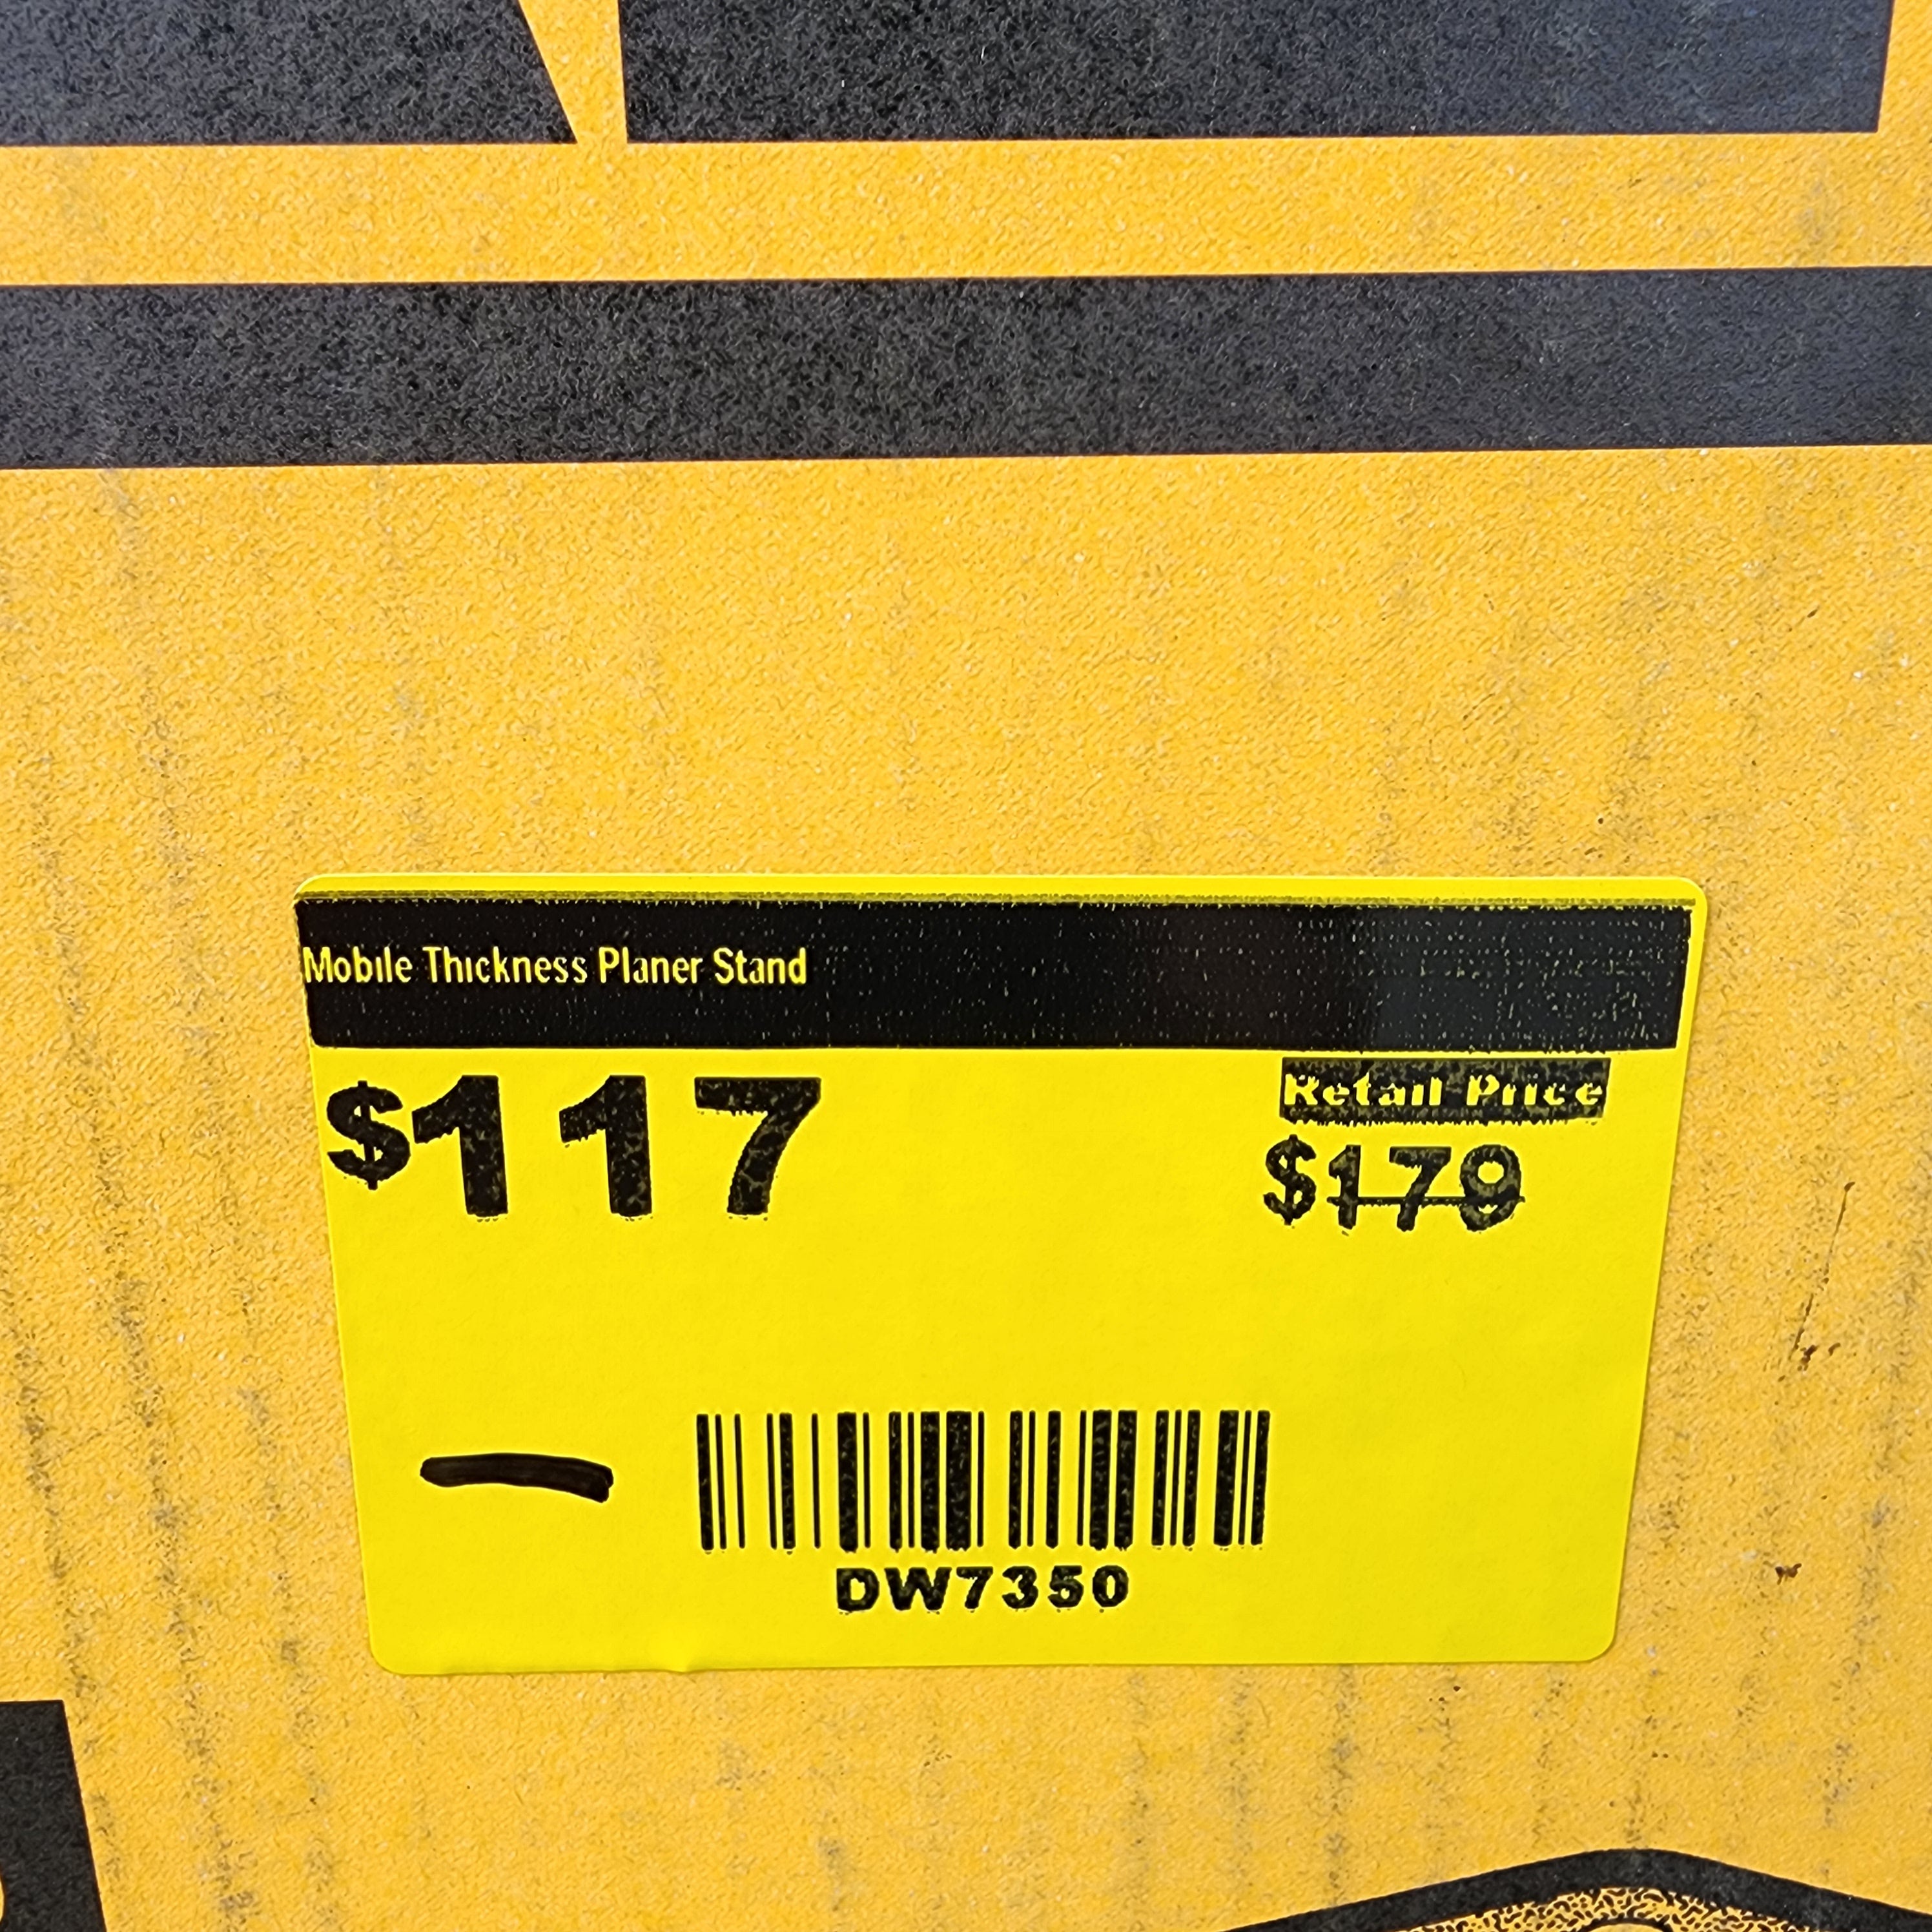 Mobile Thickness Planer Stand
$117
Retail Price
$179
DW7350